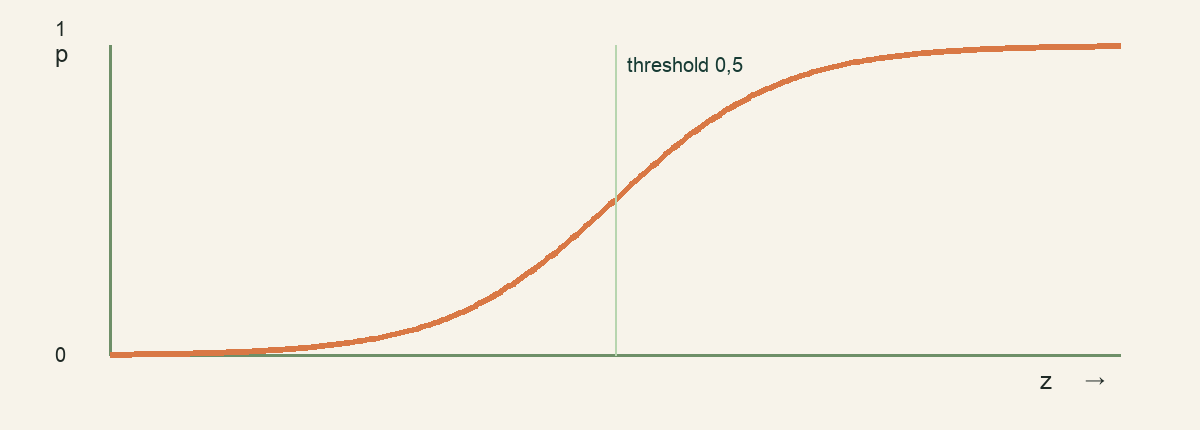 1
p
threshold 0,5
0
z →